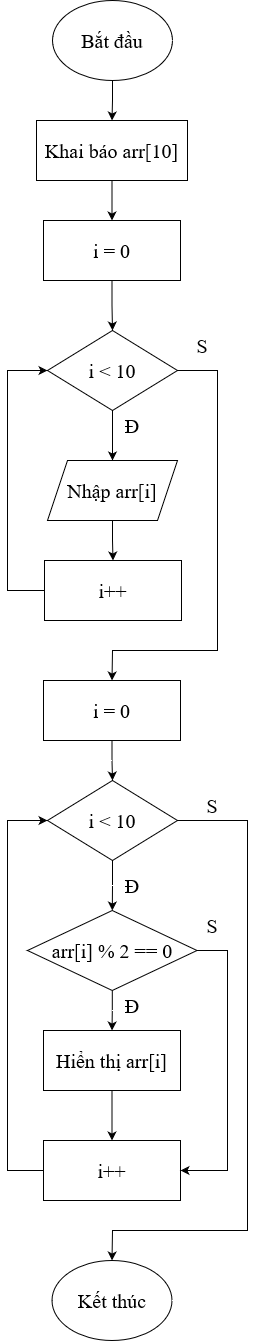 Bắt đầu
Khai báo arr[10]
i = 0
i < 10
S
Đ
Nhập arr[i]
i++
i = 0
i < 10
S
Đ
arr[i] % 2 == 0
S
Đ
Hiển thị arr[i]
i++
Kết thúc